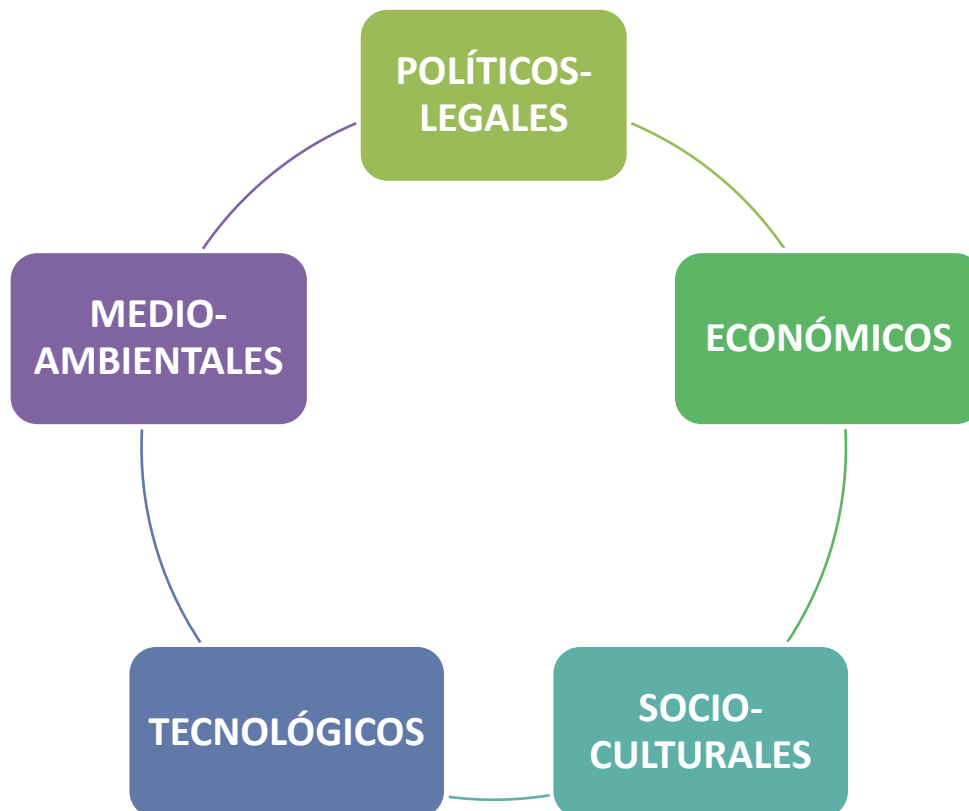 POLÍTICOS-
LEGALES
ECONÓMICOS
SOCIO-
CULTURALES
TECNOLÓGICOS
MEDIO-
AMBIENTALES